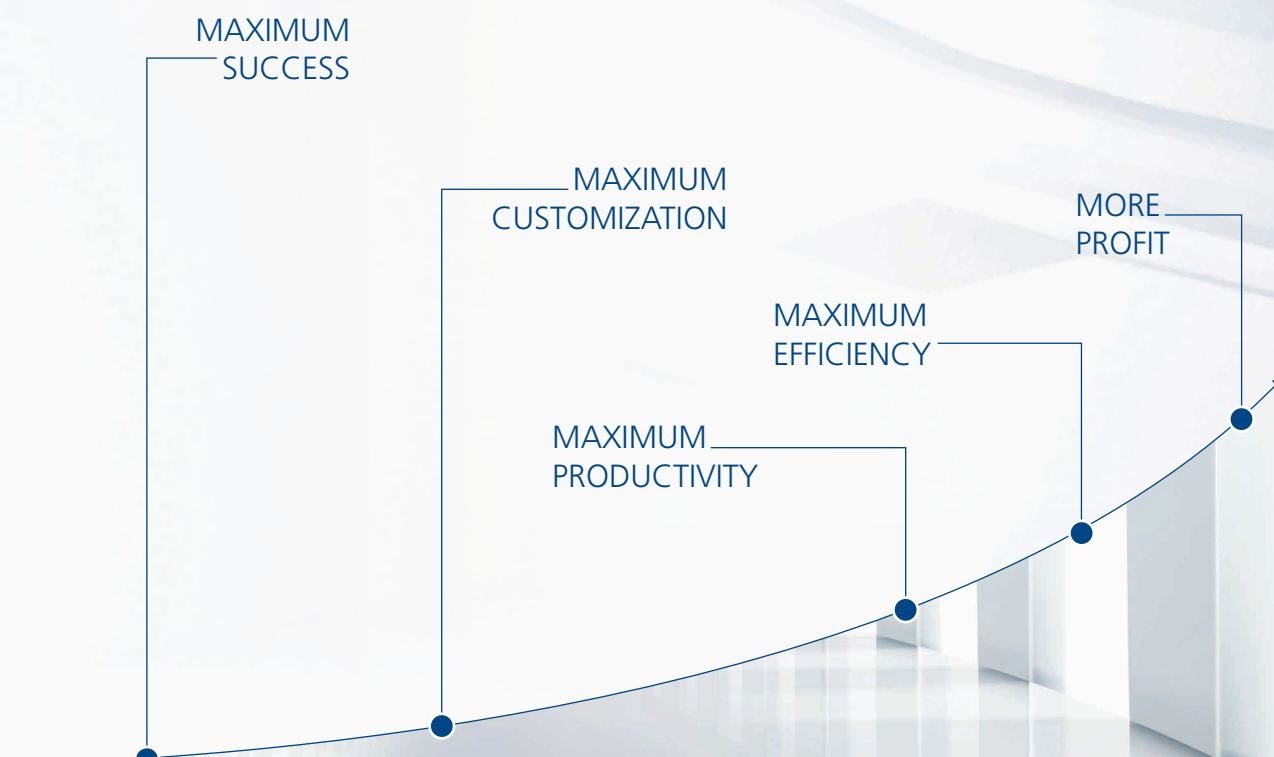 MAXIMUM
SUCCESS
MAXIMUM
CUSTOMIZATION
MORE
PROFIT
MAXIMUM
EFFICIENCY
MAXIMUM
PRODUCTIVITY